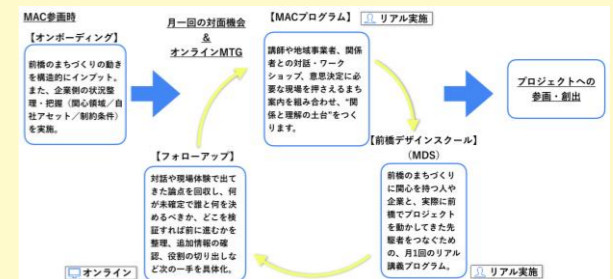 MAC参画時
【オンボーディング】
前橋のまちづくりの動き
を構造的にインプット。
また、企業側の状況整
理・把握（関心領域／自
社アセット／制約条件）
を実施。
月一回の対面機会
&
オンラインMTG
【MACプログラム】
リアル実施
講師や地域事業者、関係
者との対話・ワーク
ショップ、意思決定に必
要な現場を押さえるまち
案内を組み合わせ、“関
係と理解の土台”をつく
ります。
プロジェクトへの
参画・創出
【前橋デザインスクール】
（MDS）
前橋のまちづくり
に関心を持つ人や
企業と、実際に前
橋でプロジェクト
を動かしてきた先
駆者をつなぐため
の、月1回のリアル
講義プログラム。
リアル実施
【フォローアップ】
対話や現場体験で出て
きた論点を回収し、何
が未確定で誰と何を決
めるべきか、どこを検
証すれば前に進むかを
整理、追加情報の確
認、役割の切り出しな
ど次の一手を具体化。
オンライン